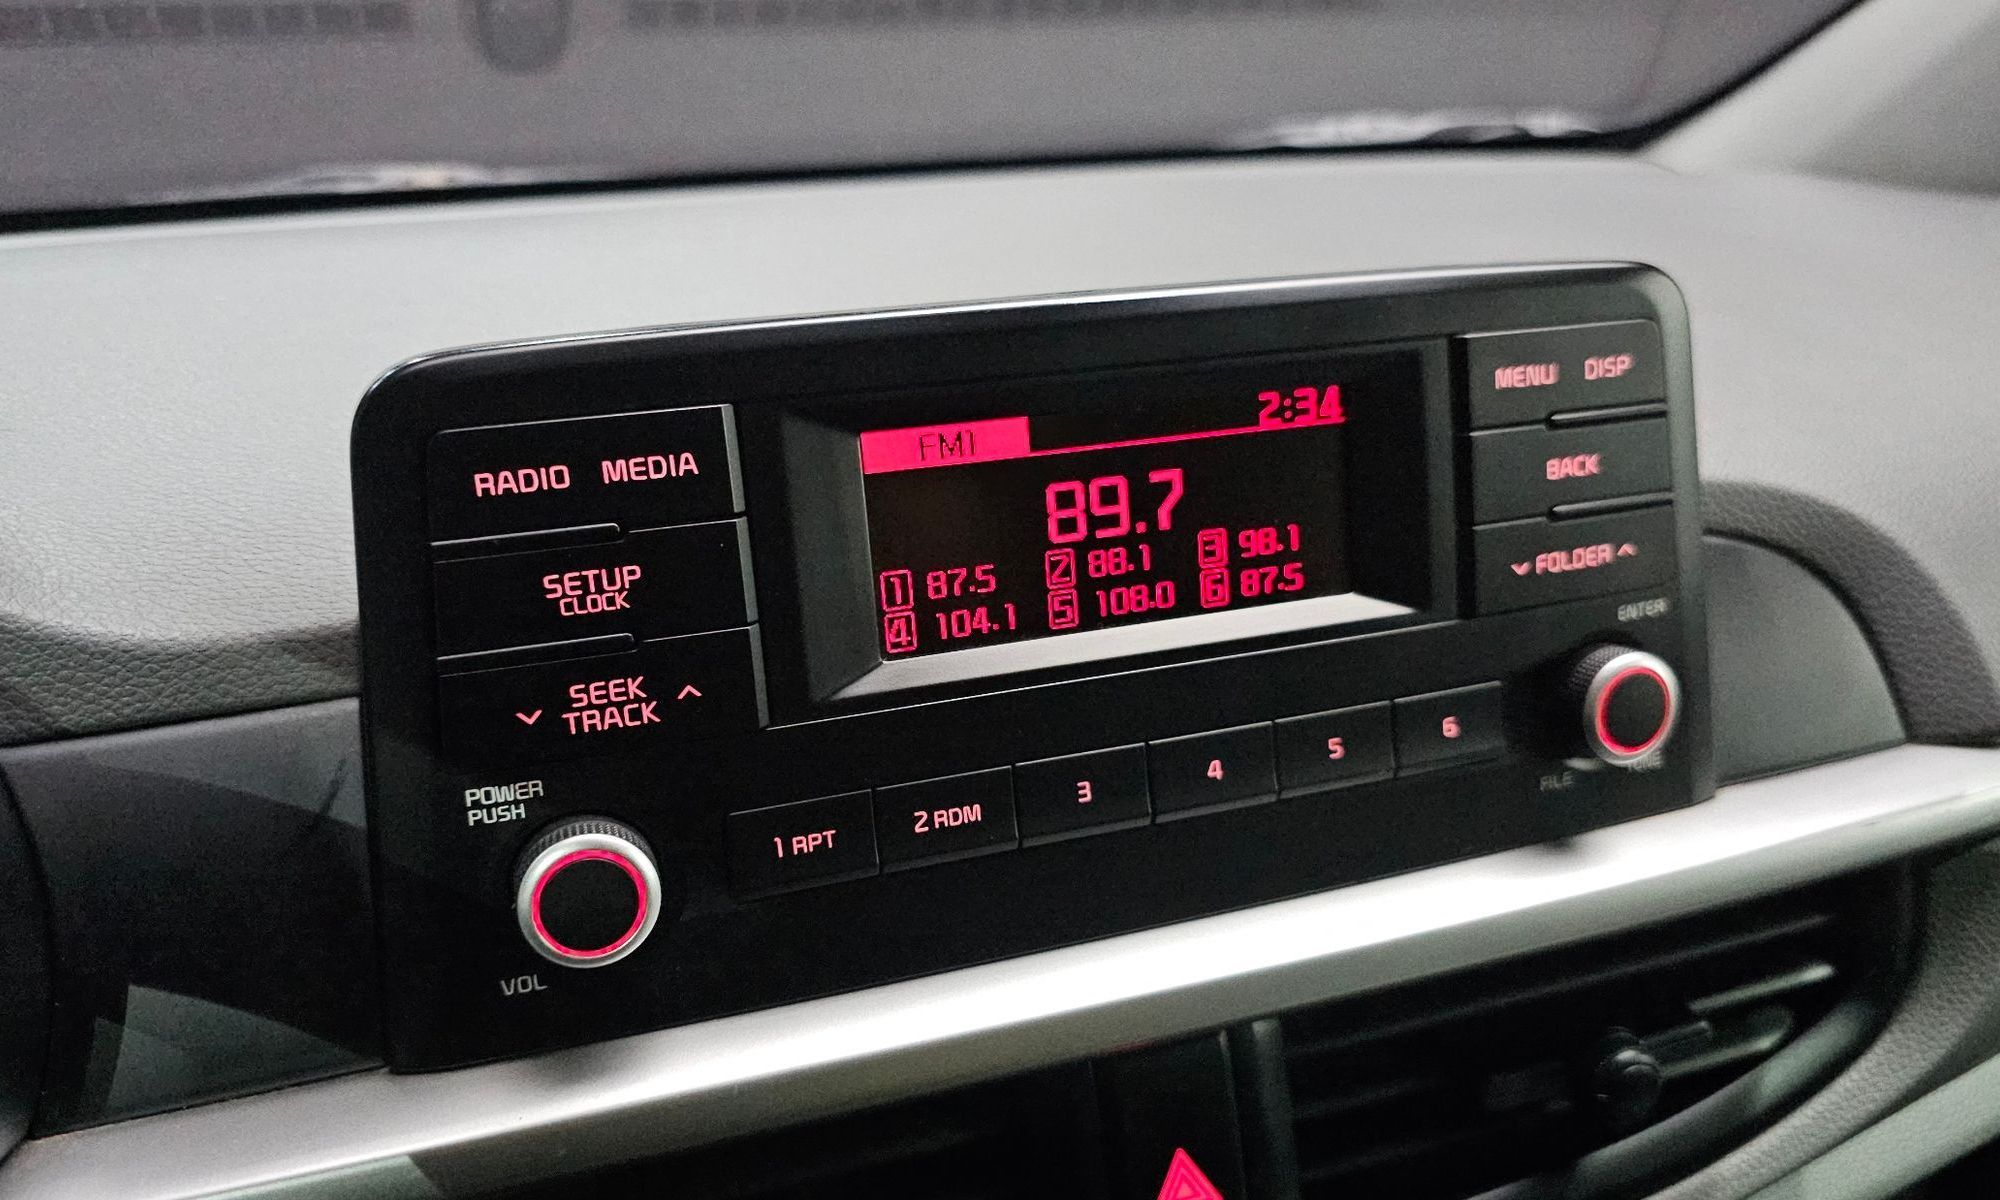 RADIO MEDIA
SETUP
CLOCK
SEEK
TRACK
POWER
PUSH
VOL
FM1 2:34
89.7
1 87.5 2 88.1 3 98.1
4 104.1 5 108.0 6 87.5
MENU DISP
BACK
FOLDER
ENTER
FILE TUNE
1 RPT 2 RDM 3 4 5 6